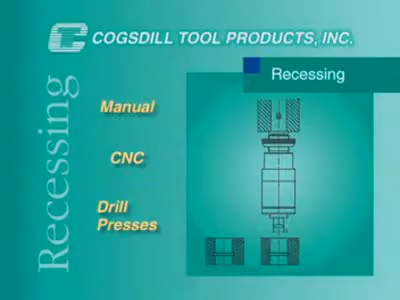 COGSDILL TOOL PRODUCTS, INC.
Recessing
Recessing
Manual
CNC
Drill
Presses